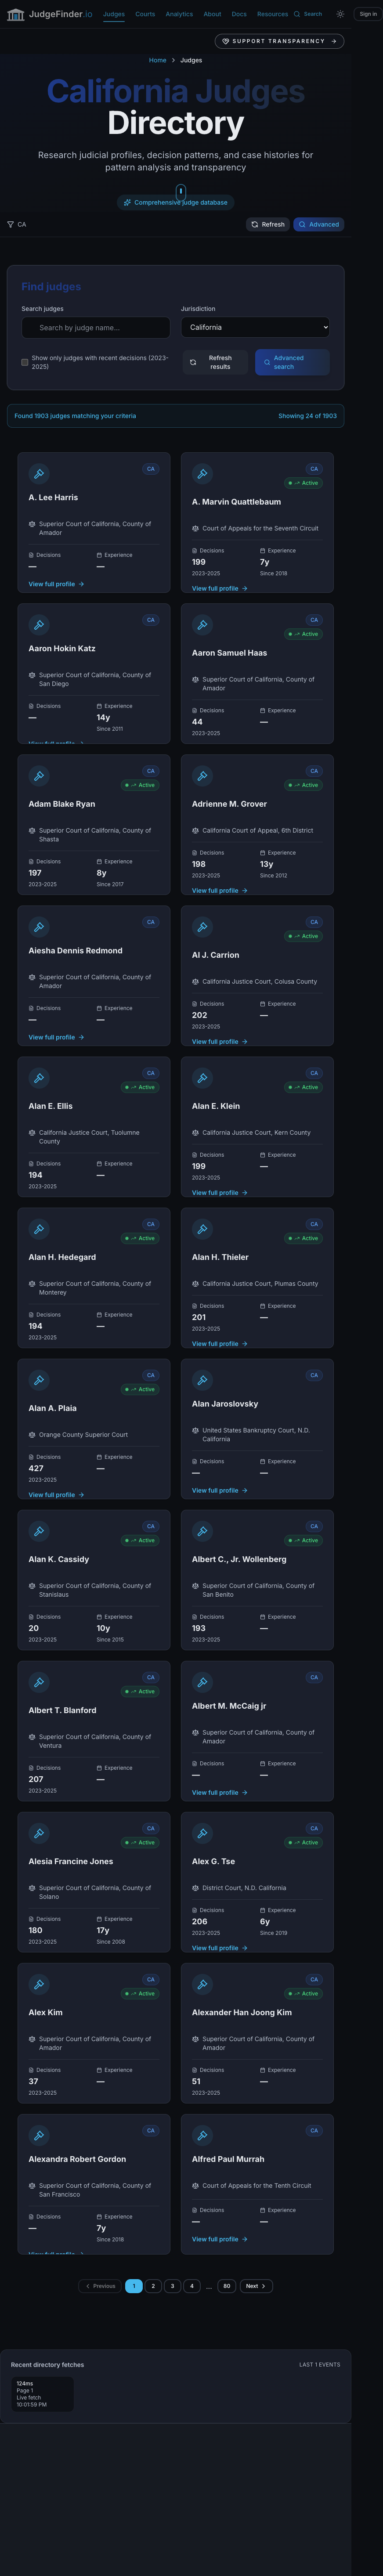 JudgeFinder.io
Judges
Courts
Analytics
About
Docs
Resources
Search
Sign in
SUPPORT TRANSPARENCY
Home
Judges
California Judges
Directory
Research judicial profiles, decision patterns, and case histories for
pattern analysis and transparency
Comprehensive judge database
CA
Refresh
Advanced
Find judges
Search judges
Search by judge name...
Jurisdiction
California
Show only judges with recent decisions (2023-
2025)
Refresh
results
Advanced
search
Found 1903 judges matching your criteria
Showing 24 of 1903
CA
A. Lee Harris
Superior Court of California, County of
Amador
Decisions
Experience
—
—
View full profile
CA
Active
A. Marvin Quattlebaum
Court of Appeals for the Seventh Circuit
Decisions
Experience
199
7y
2023-2025
Since 2018
View full profile
CA
Aaron Hokin Katz
Superior Court of California, County of
San Diego
Decisions
Experience
—
14y
Since 2011
View full profile
CA
Active
Aaron Samuel Haas
Superior Court of California, County of
Amador
Decisions
Experience
44
—
2023-2025
CA
Active
Adam Blake Ryan
Superior Court of California, County of
Shasta
Decisions
Experience
197
8y
2023-2025
Since 2017
CA
Active
Adrienne M. Grover
California Court of Appeal, 6th District
Decisions
Experience
198
13y
2023-2025
Since 2012
View full profile
CA
Aiesha Dennis Redmond
Superior Court of California, County of
Amador
Decisions
Experience
—
—
View full profile
CA
Active
Al J. Carrion
California Justice Court, Colusa County
Decisions
Experience
202
—
2023-2025
View full profile
CA
Active
Alan E. Ellis
California Justice Court, Tuolumne
County
Decisions
Experience
194
—
2023-2025
CA
Active
Alan E. Klein
California Justice Court, Kern County
Decisions
Experience
199
—
2023-2025
View full profile
CA
Active
Alan H. Hedegard
Superior Court of California, County of
Monterey
Decisions
Experience
194
—
2023-2025
CA
Active
Alan H. Thieler
California Justice Court, Plumas County
Decisions
Experience
201
—
2023-2025
View full profile
CA
Active
Alan A. Plaia
Orange County Superior Court
Decisions
Experience
427
—
2023-2025
View full profile
CA
Alan Jaroslovsky
United States Bankruptcy Court, N.D.
California
Decisions
Experience
—
—
View full profile
CA
Active
Alan K. Cassidy
Superior Court of California, County of
Stanislaus
Decisions
Experience
20
10y
2023-2025
Since 2015
CA
Active
Albert C., Jr. Wollenberg
Superior Court of California, County of
San Benito
Decisions
Experience
193
—
2023-2025
CA
Active
Albert T. Blanford
Superior Court of California, County of
Ventura
Decisions
Experience
207
—
2023-2025
CA
Albert M. McCaig jr
Superior Court of California, County of
Amador
Decisions
Experience
—
—
View full profile
CA
Active
Alesia Francine Jones
Superior Court of California, County of
Solano
Decisions
Experience
180
17y
2023-2025
Since 2008
CA
Active
Alex G. Tse
District Court, N.D. California
Decisions
Experience
206
6y
2023-2025
Since 2019
View full profile
CA
Active
Alex Kim
Superior Court of California, County of
Amador
Decisions
Experience
37
—
2023-2025
CA
Active
Alexander Han Joong Kim
Superior Court of California, County of
Amador
Decisions
Experience
51
—
2023-2025
CA
Alexandra Robert Gordon
Superior Court of California, County of
San Francisco
Decisions
Experience
—
7y
Since 2018
View full profile
CA
Alfred Paul Murrah
Court of Appeals for the Tenth Circuit
Decisions
Experience
—
—
View full profile
Previous
1
2
3
4
...
80
Next
Recent directory fetches
LAST 1 EVENTS
124ms
Page 1
Live fetch
10:01:59 PM